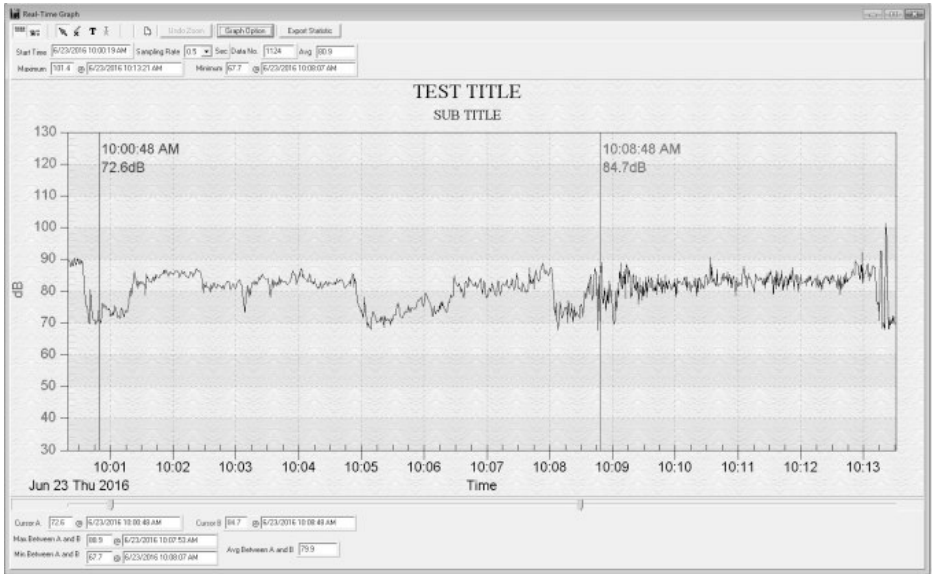 Real-Time Graph
T Undo Zoom Graph Option Export Statistic
Start Time 6/23/2016 10:00:19 AM Sampling Rate 0.5 Sec Data No. 1124 Avg 80.9
Maximum 101.4 @ 6/23/2016 10:13:21 AM Minimum 67.7 @ 6/23/2016 10:08:07 AM
TEST TITLE
SUB TITLE
130
10:00:48 AM 10:08:48 AM
120
72.6dB 84.7dB
110
100
90
dB
80
70
60
50
40
30
10:01 10:02 10:03 10:04 10:05 10:06 10:07 10:08 10:09 10:10 10:11 10:12 10:13
Jun 23 Thu 2016 Time
Cursor A 72.6 @ 6/23/2016 10:00:48 AM Cursor B 84.7 @ 6/23/2016 10:08:48 AM
Max Between A and B 88.9 @ 6/23/2016 10:07:53 AM
Avg Between A and B 79.9
Min Between A and B 67.7 @ 6/23/2016 10:08:07 AM